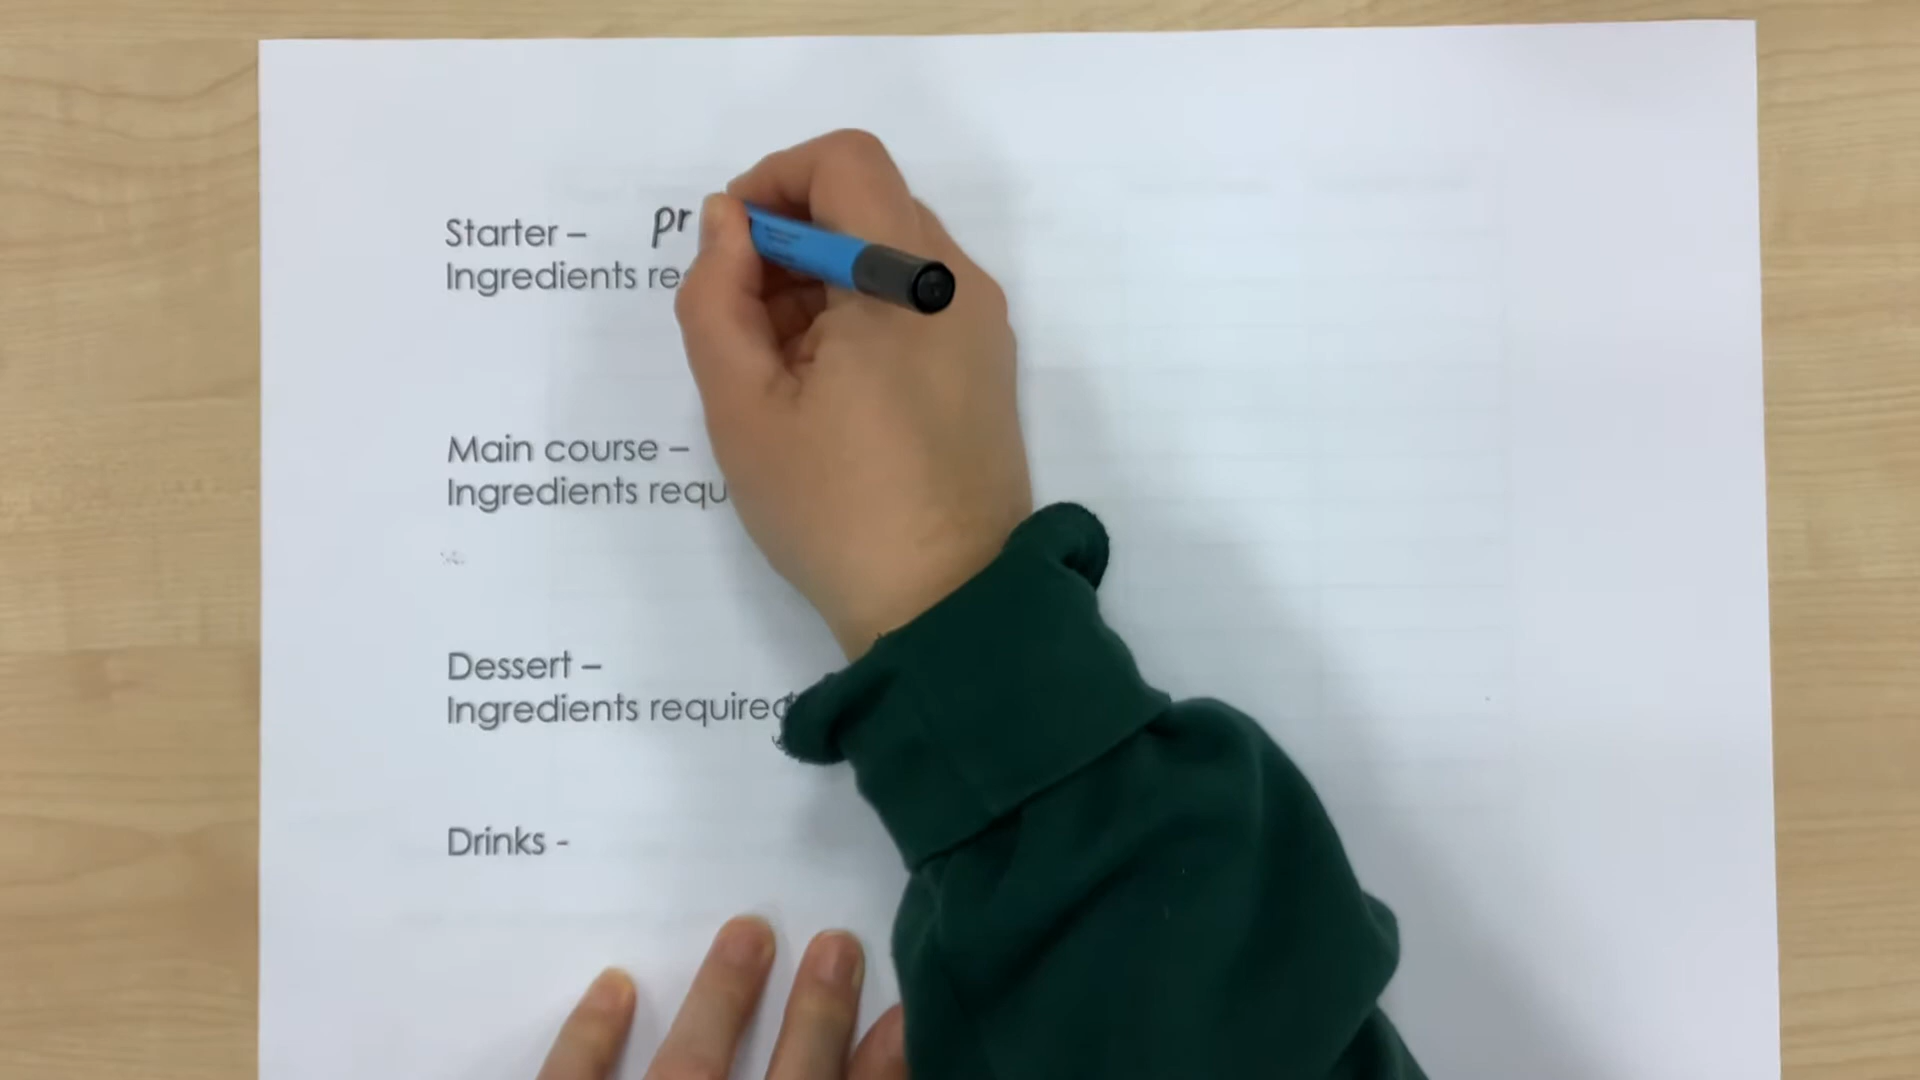 Starter – pr
Ingredients re
Main course –
Ingredients requ
Dessert –
Ingredients required
Drinks -